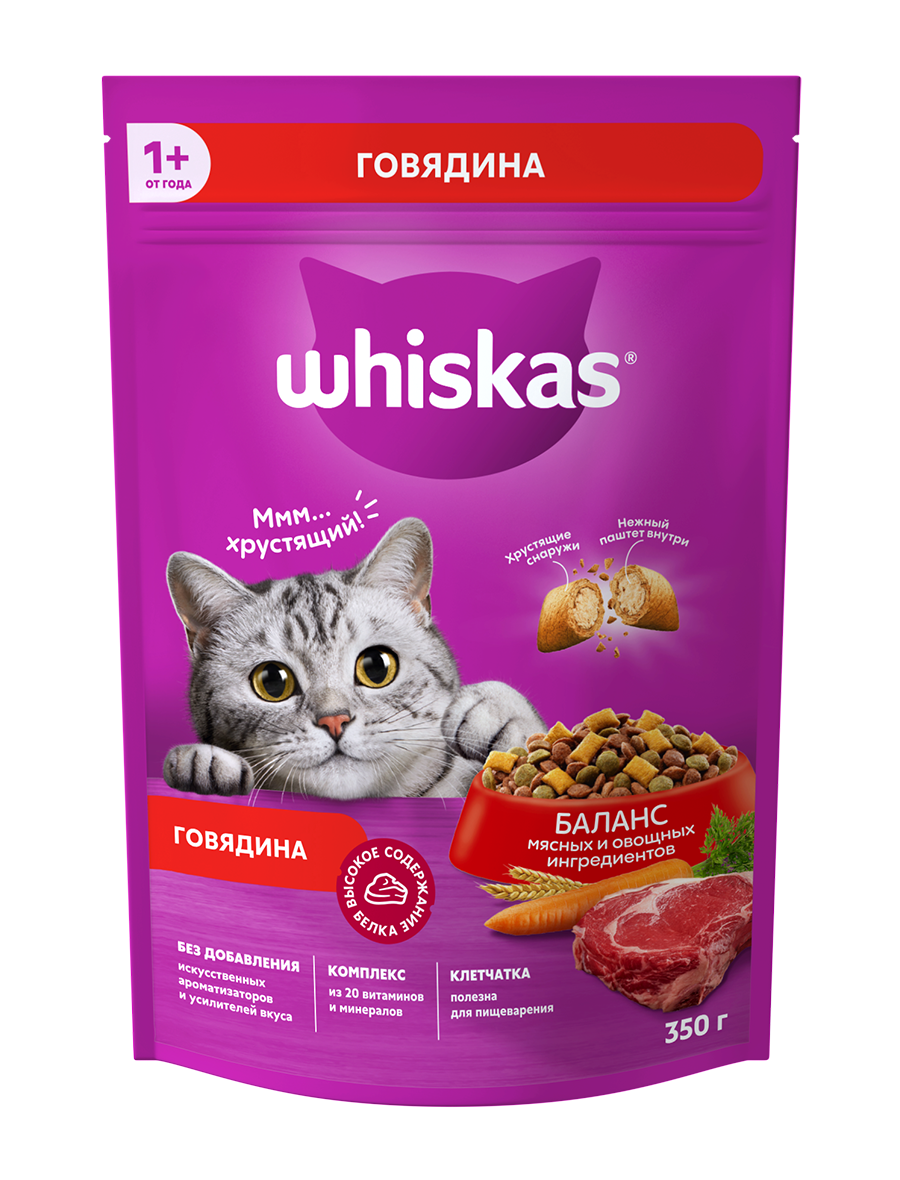 1+
ОТ ГОДА
ГОВЯДИНА
whiskas®
Ммм...
хрустящий!
Хрустящие
снаружи
Нежный
паштет внутри
БАЛАНС
МЯСНЫХ И ОВОЩНЫХ
ИНГРЕДИЕНТОВ
ГОВЯДИНА
ВЫСОКОЕ СОДЕРЖАНИЕ
БЕЛКА
БЕЗ ДОБАВЛЕНИЯ
искусственных
ароматизаторов
и усилителей вкуса
КОМПЛЕКС
из 20 витаминов
и минералов
КЛЕТЧАТКА
полезна
для пищеварения
350 г